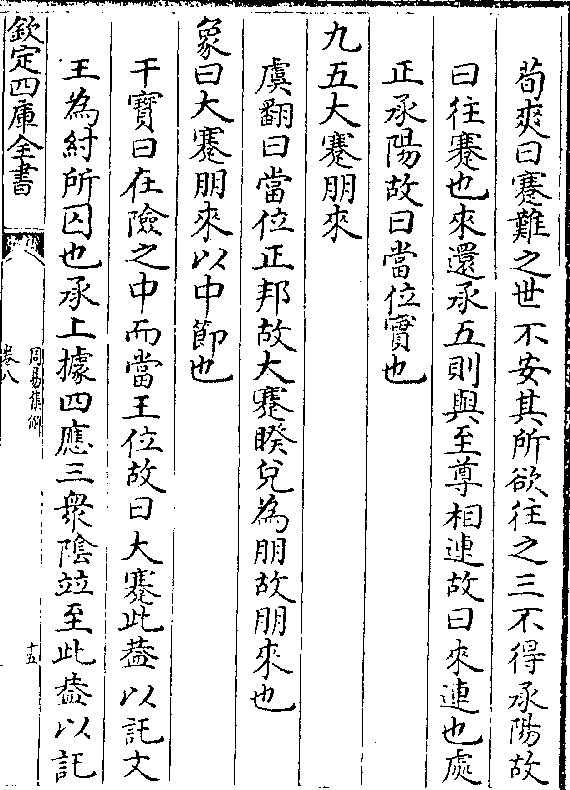 荀爽曰蹇難之世不安其所欲往之三不得承陽故
曰往蹇也來還承五則與至尊相連故曰來連也處
正承陽故曰當位實也
九五大蹇朋來
虞翻曰當位正邦故大蹇睽兌為朋故朋來也
象曰大蹇朋來以中節也
干寶曰在險之中而當王位故曰大蹇此葢以託文
王為紂所囚也承上據四應三衆陰竝至此葢以託
欽定四庫全書
周易集解
卷八
十五